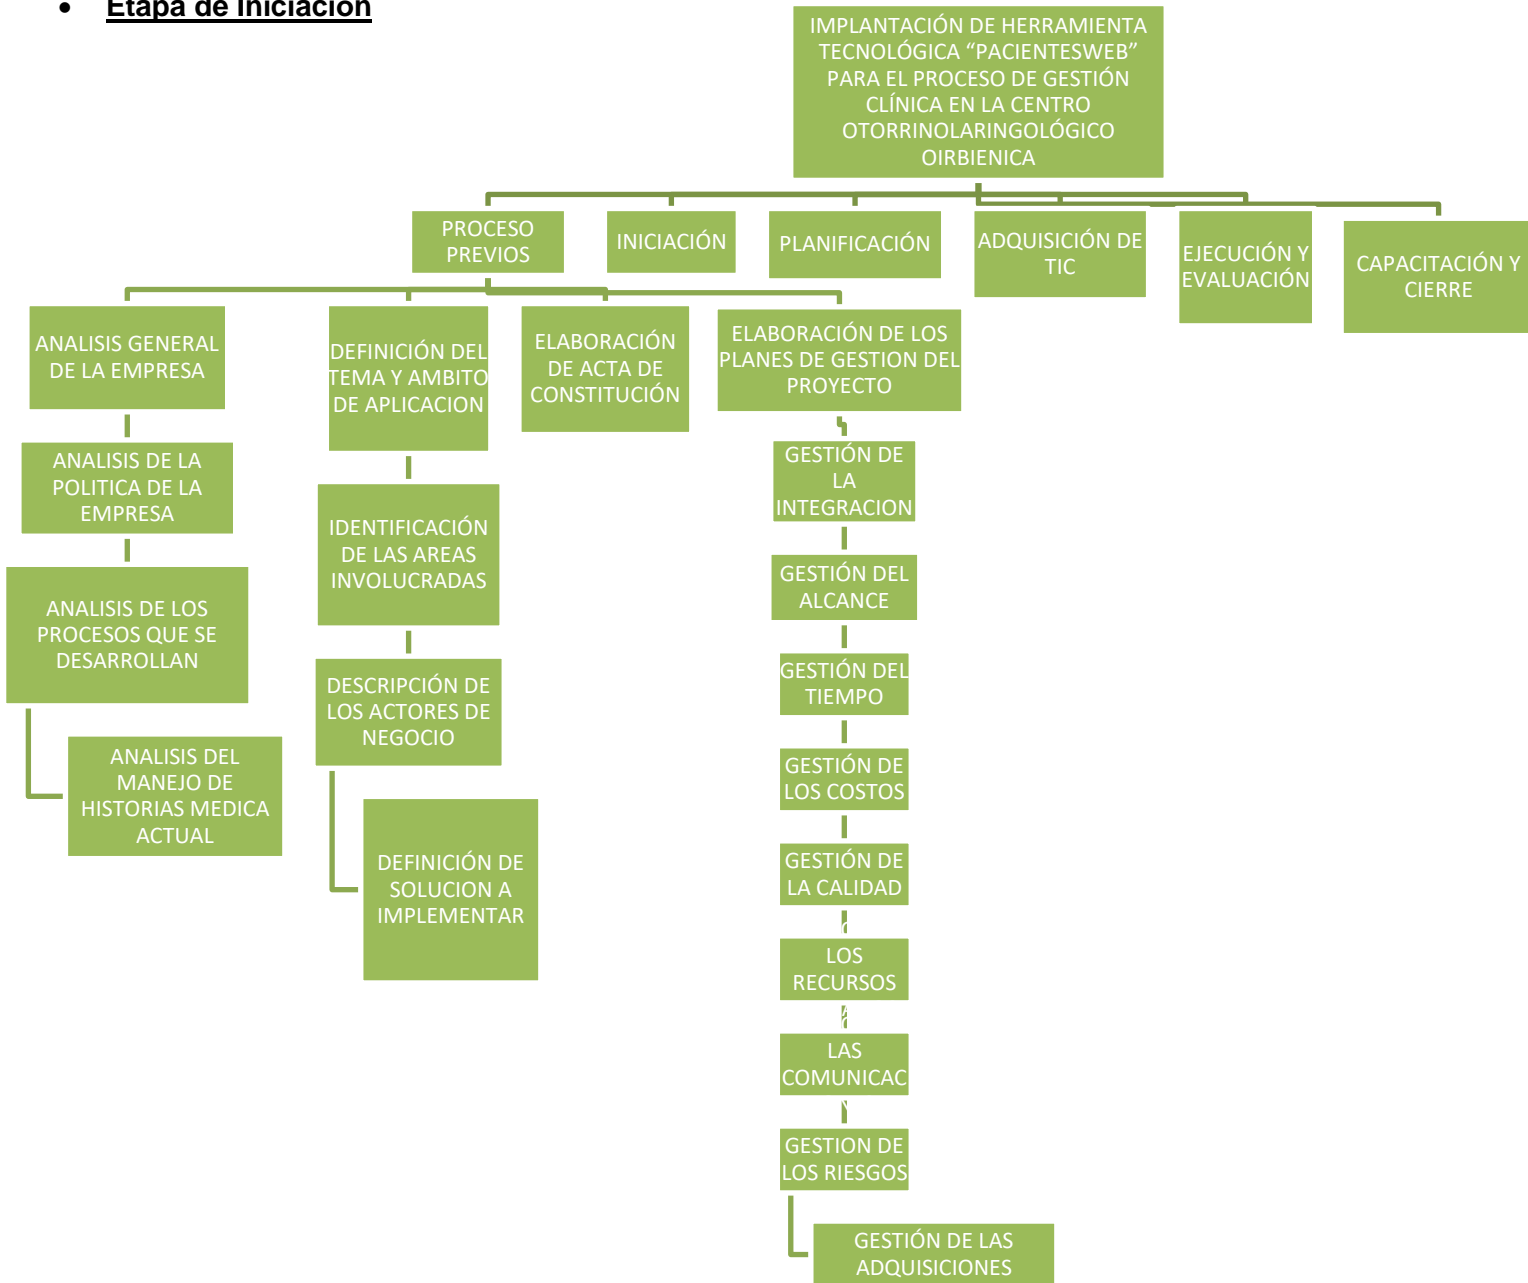 • Etapa de Iniciación
IMPLANTACIÓN DE HERRAMIENTA
TECNOLÓGICA “PACIENTESWEB”
PARA EL PROCESO DE GESTIÓN
CLÍNICA EN LA CENTRO
OTORRINOLARINGOLÓGICO
OIRBIENICA
PROCESO
PREVIOS
INICIACIÓN
PLANIFICACIÓN
ADQUISICIÓN DE
TIC
EJECUCIÓN Y
EVALUACIÓN
CAPACITACIÓN Y
CIERRE
ANALISIS GENERAL
DE LA EMPRESA
ANALISIS DE LA
POLITICA DE LA
EMPRESA
ANALISIS DE LOS
PROCESOS QUE SE
DESARROLLAN
ANALISIS DEL
MANEJO DE
HISTORIAS MEDICA
ACTUAL
DEFINICIÓN DEL
TEMA Y AMBITO
DE APLICACION
IDENTIFICACIÓN
DE LAS AREAS
INVOLUCRADAS
DESCRIPCIÓN DE
LOS ACTORES DE
NEGOCIO
DEFINICIÓN DE
SOLUCION A
IMPLEMENTAR
ELABORACIÓN
DE ACTA DE
CONSTITUCIÓN
ELABORACIÓN DE LOS
PLANES DE GESTION DEL
PROYECTO
GESTIÓN DE
LA
INTEGRACION
GESTIÓN DEL
ALCANCE
GESTIÓN DEL
TIEMPO
GESTIÓN DE
LOS COSTOS
GESTIÓN DE
LA CALIDAD
LOS
RECURSOS
LAS
COMUNICAC
GESTION DE
LOS RIESGOS
GESTIÓN DE LAS
ADQUISICIONES